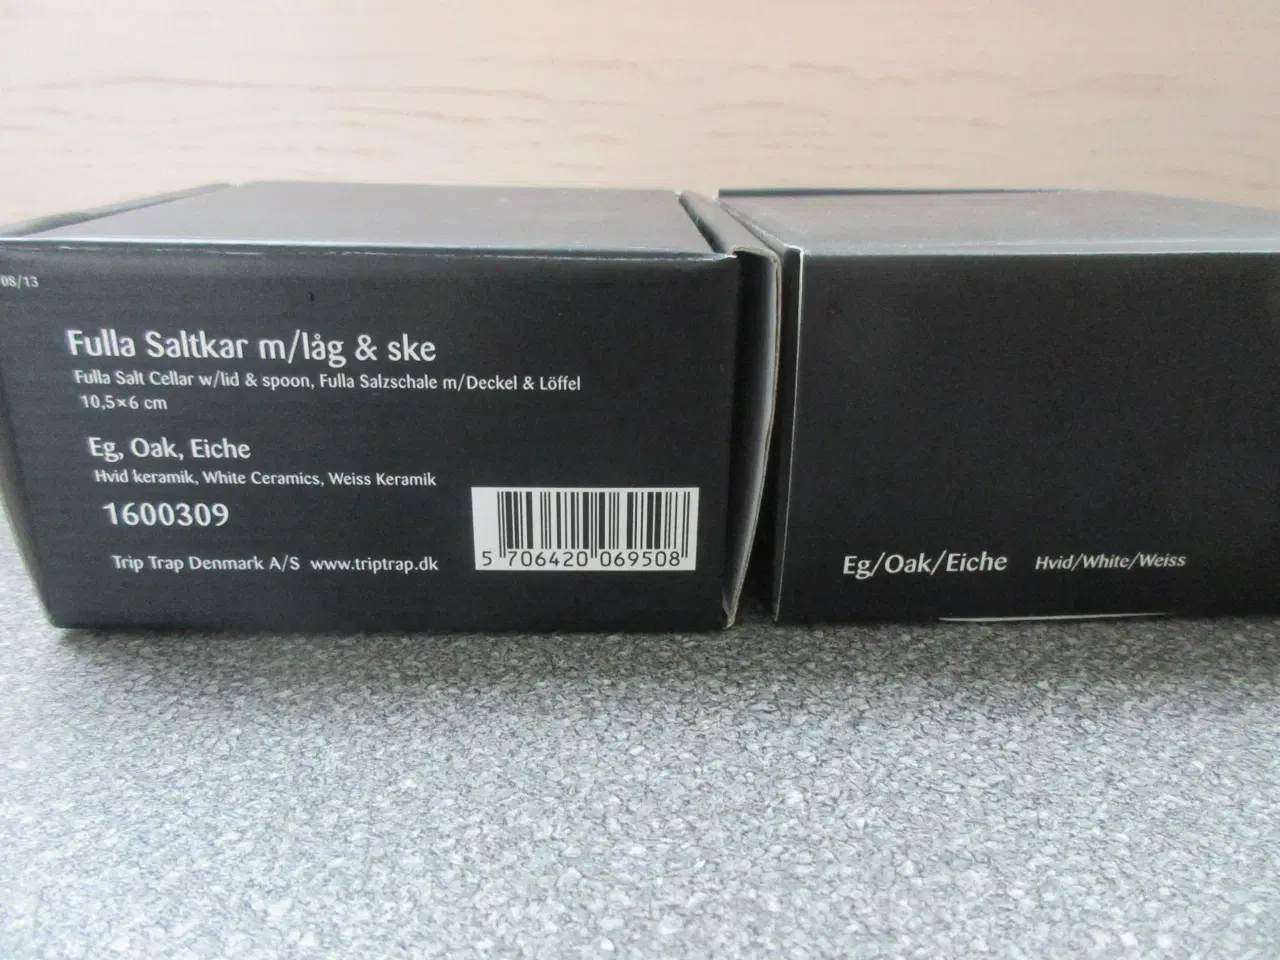 08/13
Fulla Saltkar m/låg & ske
Fulla Salt Cellar w/lid & spoon, Fulla Salzschale m/Deckel & Löffel
10,5×6 cm
Eg, Oak, Eiche
Hvid keramik, White Ceramics, Weiss Keramik
1600309
Trip Trap Denmark A/S www.triptrap.dk
5 706420 069508
Eg/Oak/Eiche Hvid/White/Weiss